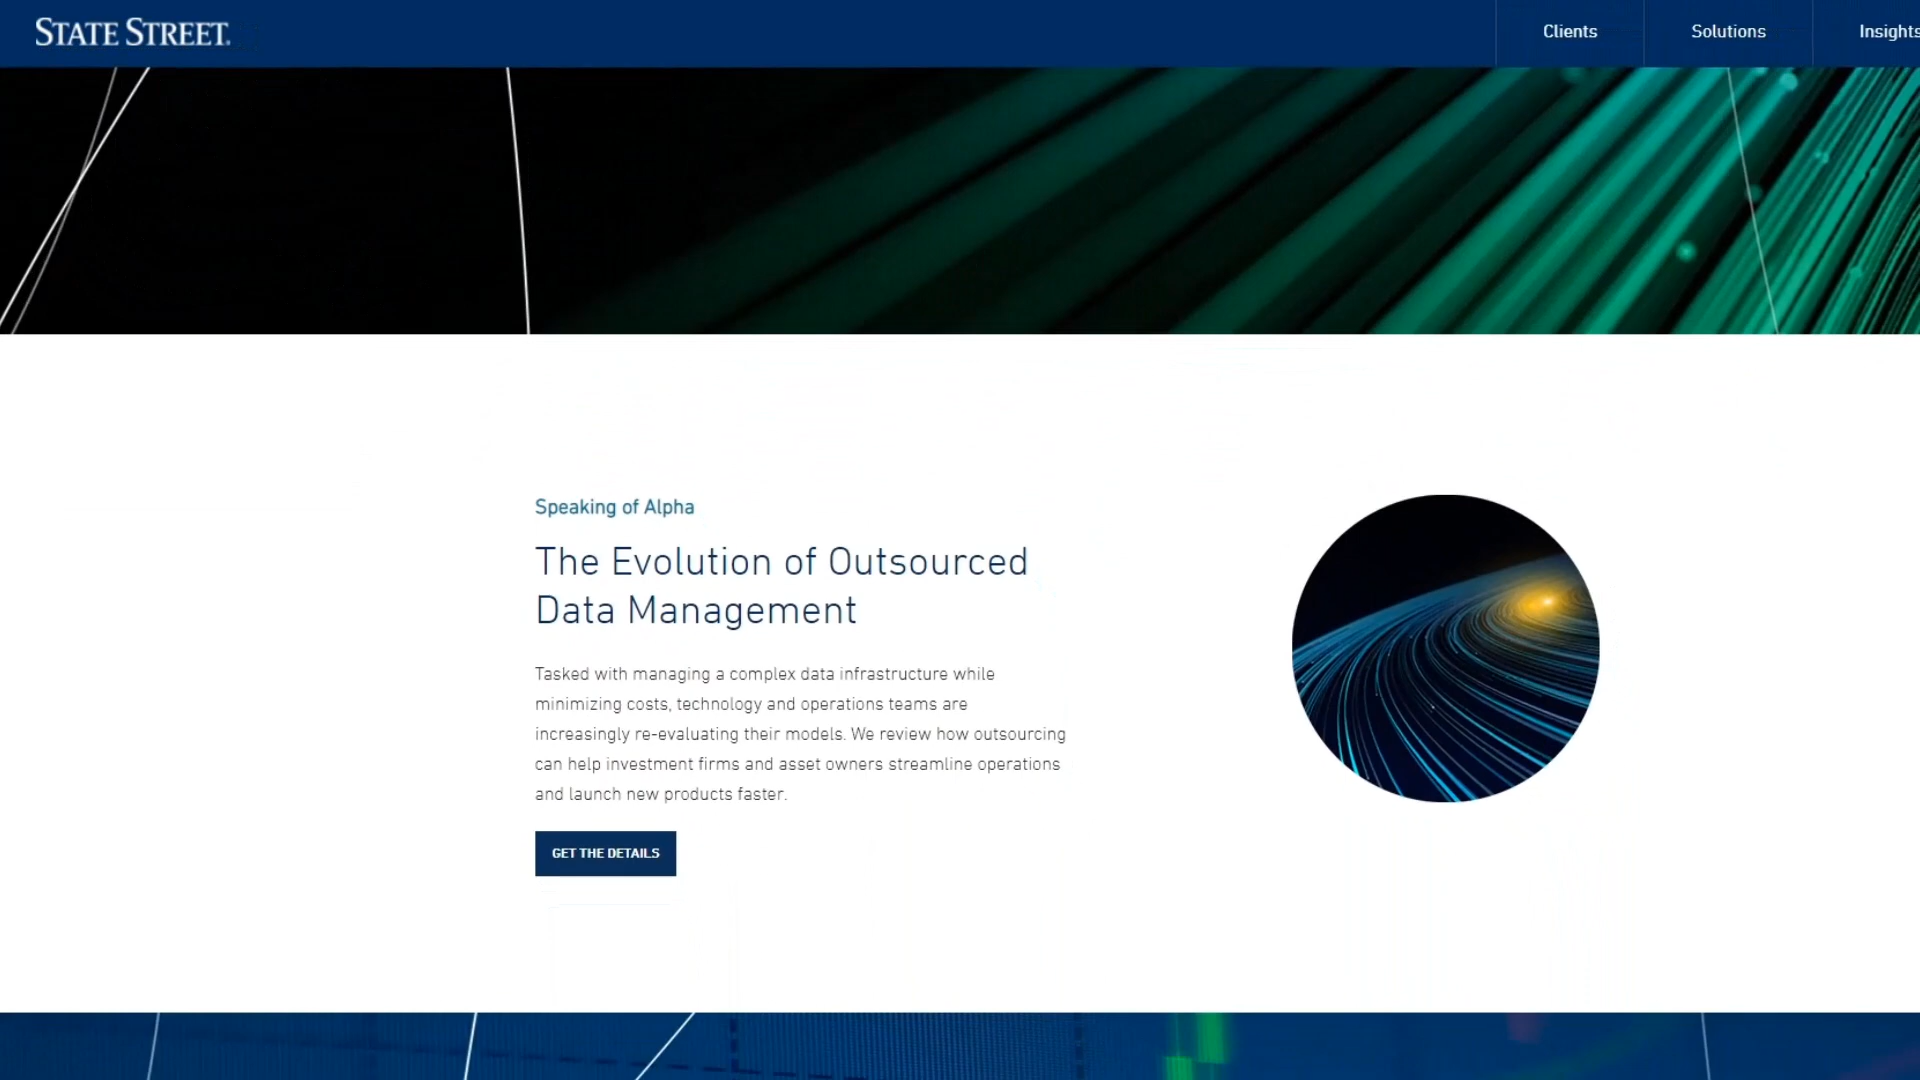 STATE STREET.
Clients
Solutions
Insights
Speaking of Alpha
The Evolution of Outsourced
Data Management
Tasked with managing a complex data infrastructure while
minimizing costs, technology and operations teams are
increasingly re-evaluating their models. We review how outsourcing
can help investment firms and asset owners streamline operations
and launch new products faster.
GET THE DETAILS